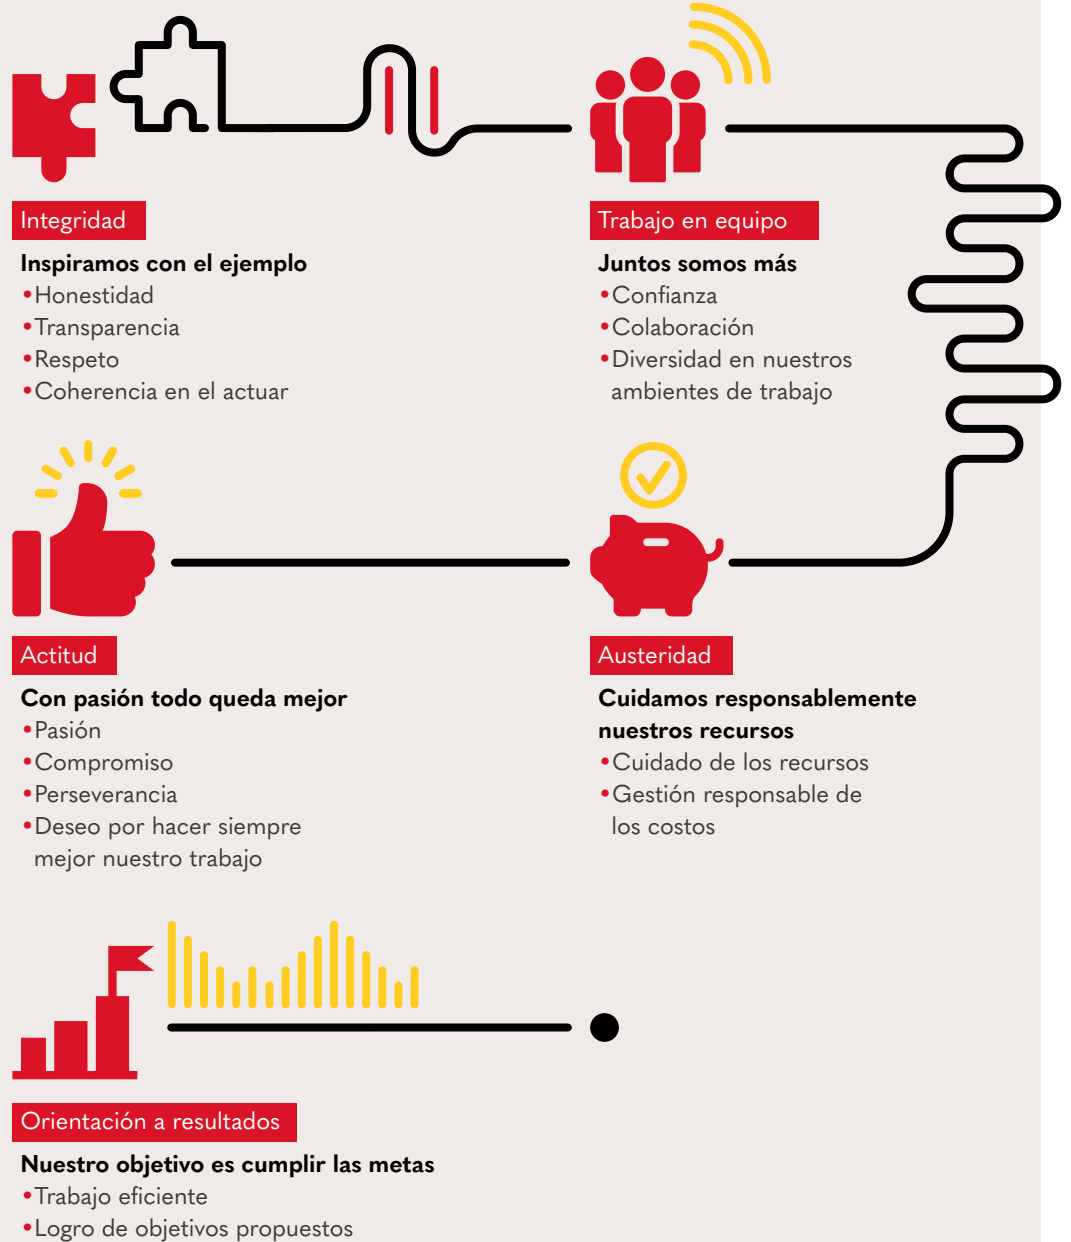 Integridad
Inspiramos con el ejemplo
•Honestidad
•Transparencia
•Respeto
•Coherencia en el actuar
Trabajo en equipo
Juntos somos más
•Confianza
•Colaboración
•Diversidad en nuestros
ambientes de trabajo
Actitud
Con pasión todo queda mejor
•Pasión
•Compromiso
•Perseverancia
•Deseo por hacer siempre
mejor nuestro trabajo
Austeridad
Cuidamos responsablemente
nuestros recursos
•Cuidado de los recursos
•Gestión responsable de
los costos
Orientación a resultados
Nuestro objetivo es cumplir las metas
•Trabajo eficiente
•Logro de objetivos propuestos